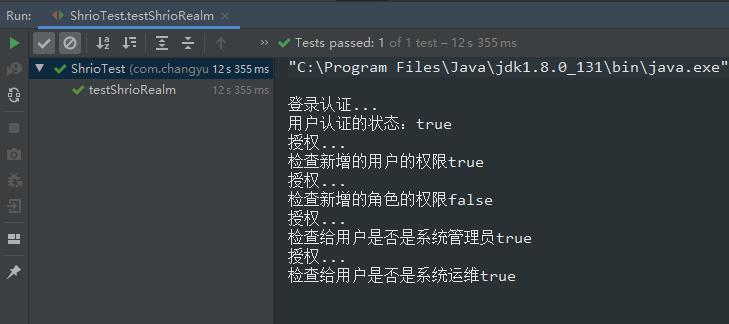 Run: ShrioTest.testShrioRealm ×
» Tests passed: 1 of 1 test – 12 s 355 ms
ShrioTest (com.changyu 12 s 355 ms
testShrioRealm 12 s 355 ms
"C:\Program Files\Java\jdk1.8.0_131\bin\java.exe"
登录认证...
用户认证的状态：true
授权...
检查新增的用户的权限true
授权...
检查新增的角色的权限false
授权...
检查给用户是否是系统管理员true
授权...
检查给用户是否是系统运维true